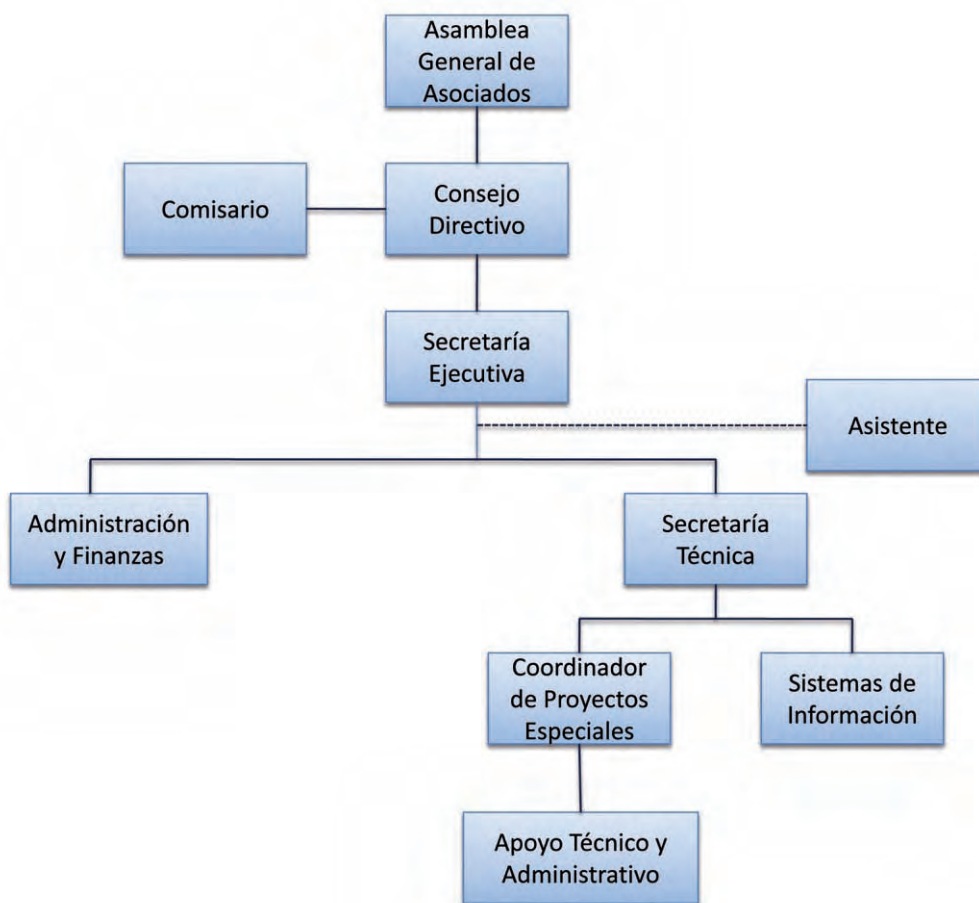 Asamblea
General de
Asociados
Comisario
Consejo
Directivo
Secretaría
Ejecutiva
Asistente
Administración
y Finanzas
Secretaría
Técnica
Coordinador
de Proyectos
Especiales
Sistemas de
Información
Apoyo Técnico y
Administrativo